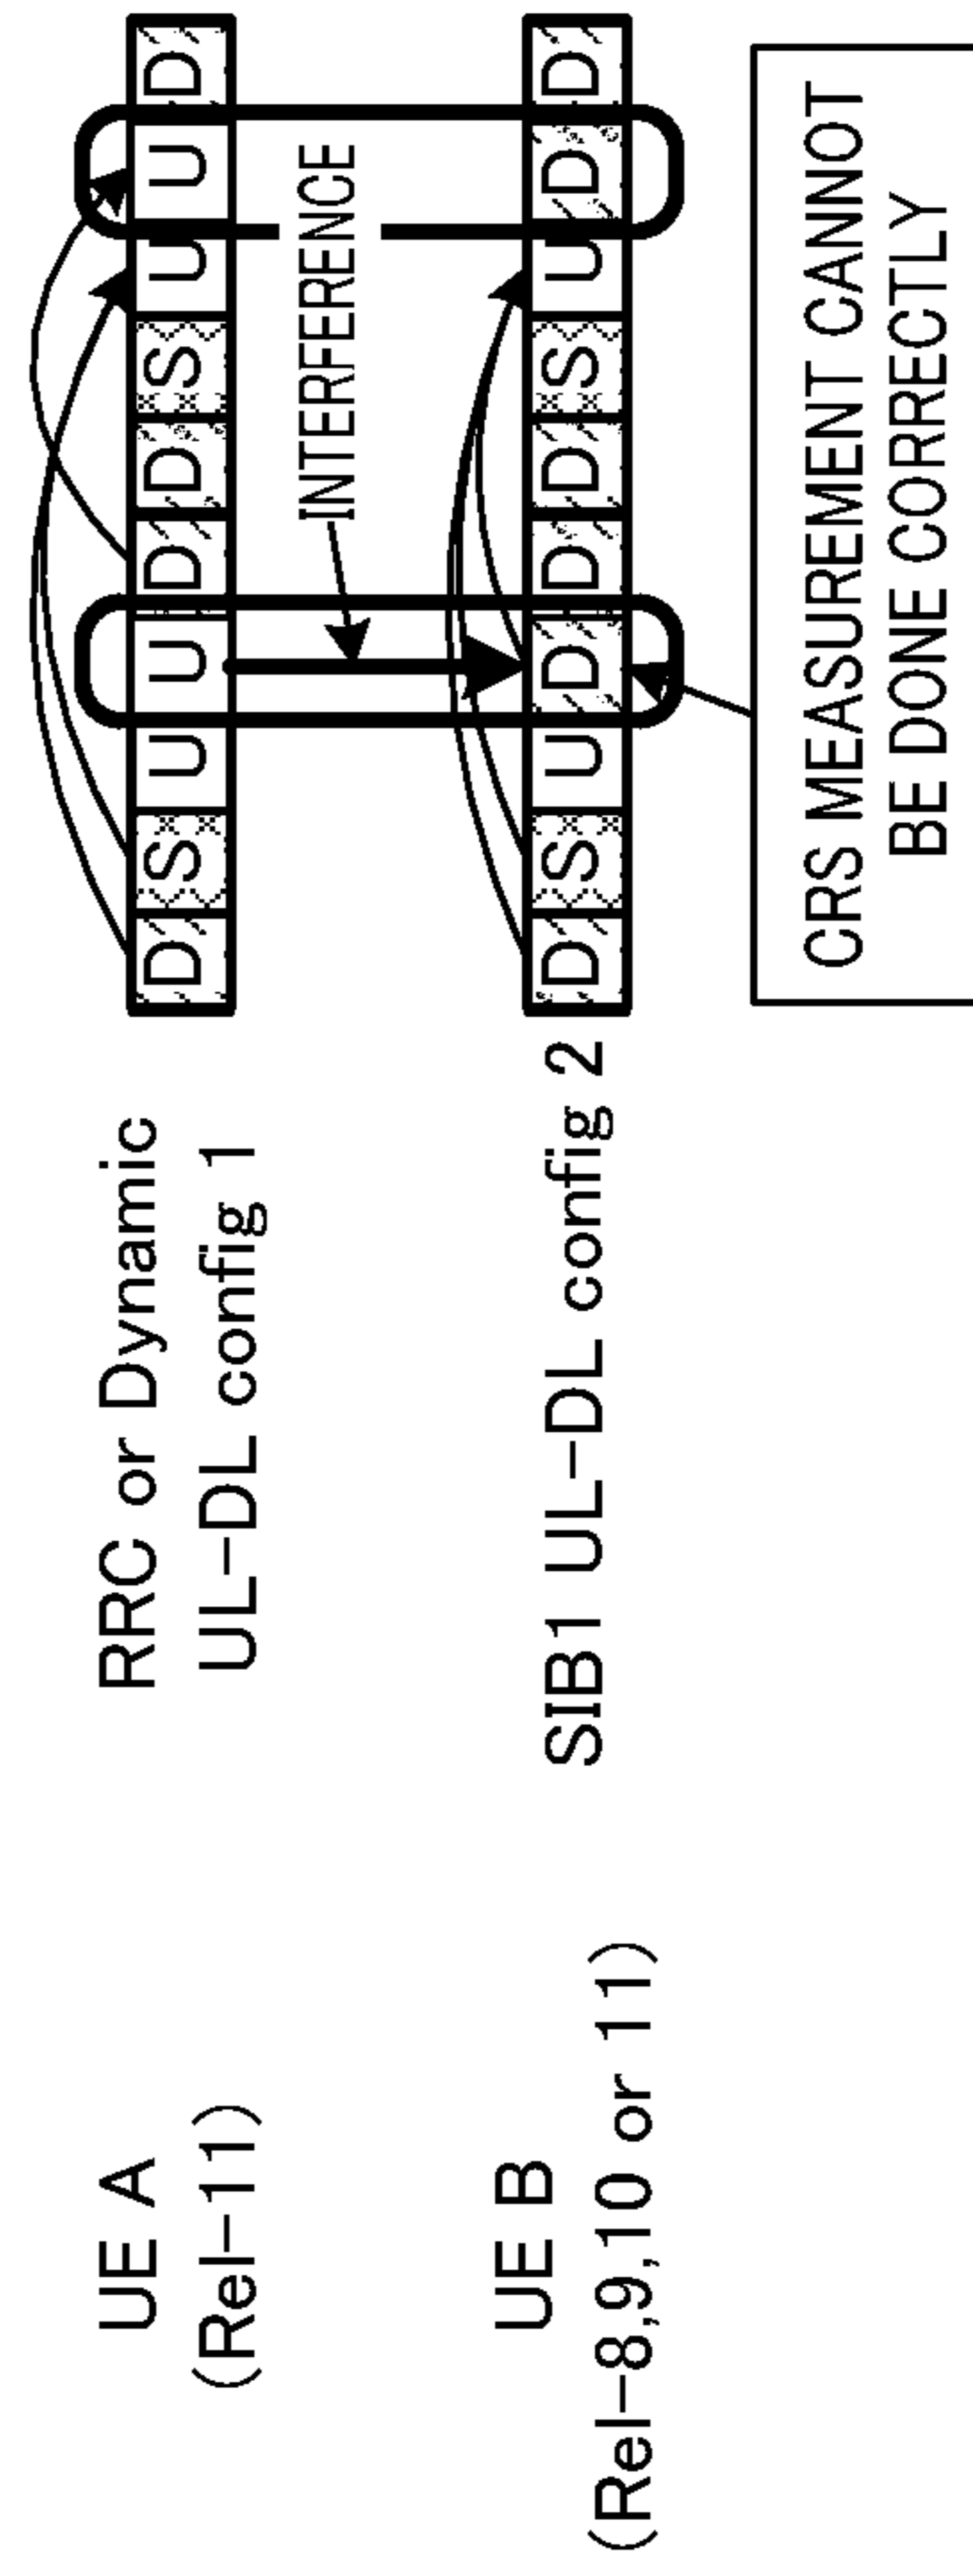 UE A
(Rel-11)
RRC or Dynamic
UL-DL config 1
D S U U D D S U U D
INTERFERENCE
UE B
(Rel-8,9,10 or 11)
SIB1 UL-DL config 2
D S U D D D S U D D
CRS MEASUREMENT CANNOT
BE DONE CORRECTLY